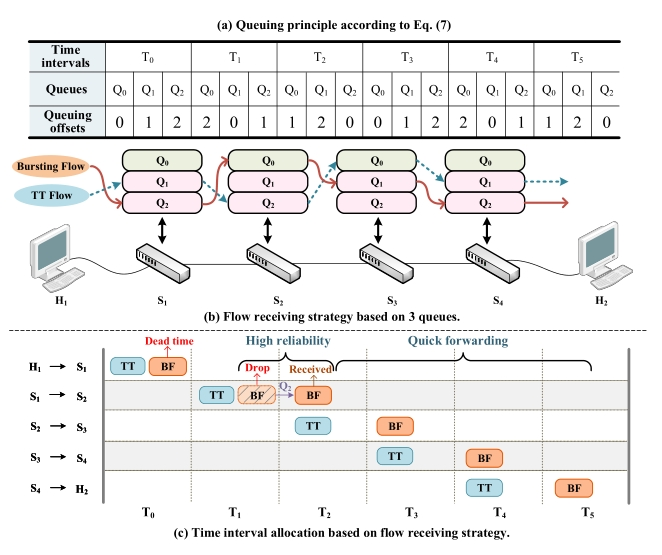 (a) Queuing principle according to Eq. (7)
Time intervals T₀ T₁ T₂ T₃ T₄ T₅
Queues Q₀ Q₁ Q₂ Q₀ Q₁ Q₂ Q₀ Q₁ Q₂ Q₀ Q₁ Q₂ Q₀ Q₁ Q₂ Q₀ Q₁ Q₂
Queuing offsets 0 1 2 2 0 1 1 2 0 0 1 2 2 0 1 1 2 0
Bursting Flow
TT Flow
Q₀ Q₀ Q₀ Q₀
Q₁ Q₁ Q₁ Q₁
Q₂ Q₂ Q₂ Q₂
H₁ S₁ S₂ S₃ S₄ H₂
(b) Flow receiving strategy based on 3 queues.
Dead time High reliability Quick forwarding
H₁ → S₁ TT BF
Drop Received
S₁ → S₂ TT BF Q₂ BF
S₂ → S₃ TT BF
S₃ → S₄ TT BF
S₄ → H₂ TT BF
T₀ T₁ T₂ T₃ T₄ T₅
(c) Time interval allocation based on flow receiving strategy.